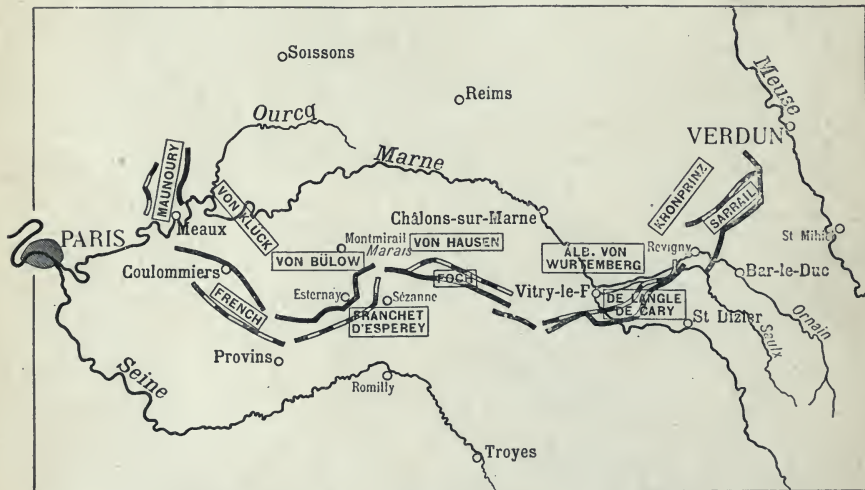 Soissons
Reims
Ourcq
Meuse
VERDUN
Marne
MAUNOURY
VON KLÜCK
KRONPRINZ
SARRAIL
Meaux
Châlons-sur-Marne
St Mihiel
PARIS
Montmirail
Marais
VON HAUSEN
VON BÜLOW
ALB. VON
WURTEMBERG
Revigny
Bar-le-Duc
Coulommiers
FOCH
Esternay
Sézanne
Vitry-le-F
DE LANGLE
DE CARY
St Dizier
FRENCH
FRANCHET
D'ESPEREY
Ornain
Saulx
Provins
Seine
Romilly
Troyes